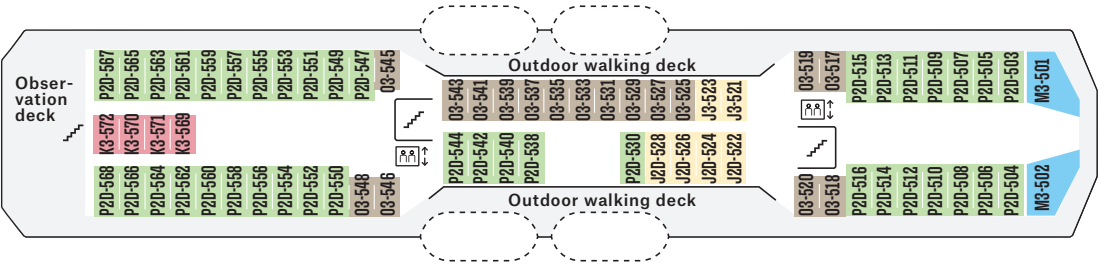 Obser-
vation
deck
P2D-567
P2D-565
P2D-563
P2D-561
P2D-559
P2D-557
P2D-555
P2D-553
P2D-551
P2D-549
P2D-547
O3-545
K3-572
K3-570
K3-571
K3-569
P2D-568
P2D-566
P2D-564
P2D-562
P2D-560
P2D-558
P2D-556
P2D-554
P2D-552
P2D-550
O3-548
O3-546
Outdoor walking deck
O3-543
O3-541
O3-539
O3-537
O3-535
O3-533
O3-531
O3-529
O3-527
O3-525
J3-523
J3-521
P2D-544
P2D-542
P2D-540
P2D-538
P2D-530
J2D-528
J2D-526
J2D-524
J2D-522
Outdoor walking deck
O3-519
O3-517
P2D-515
P2D-513
P2D-511
P2D-509
P2D-507
P2D-505
P2D-503
M3-501
O3-520
O3-518
P2D-516
P2D-514
P2D-512
P2D-510
P2D-508
P2D-506
P2D-504
M3-502